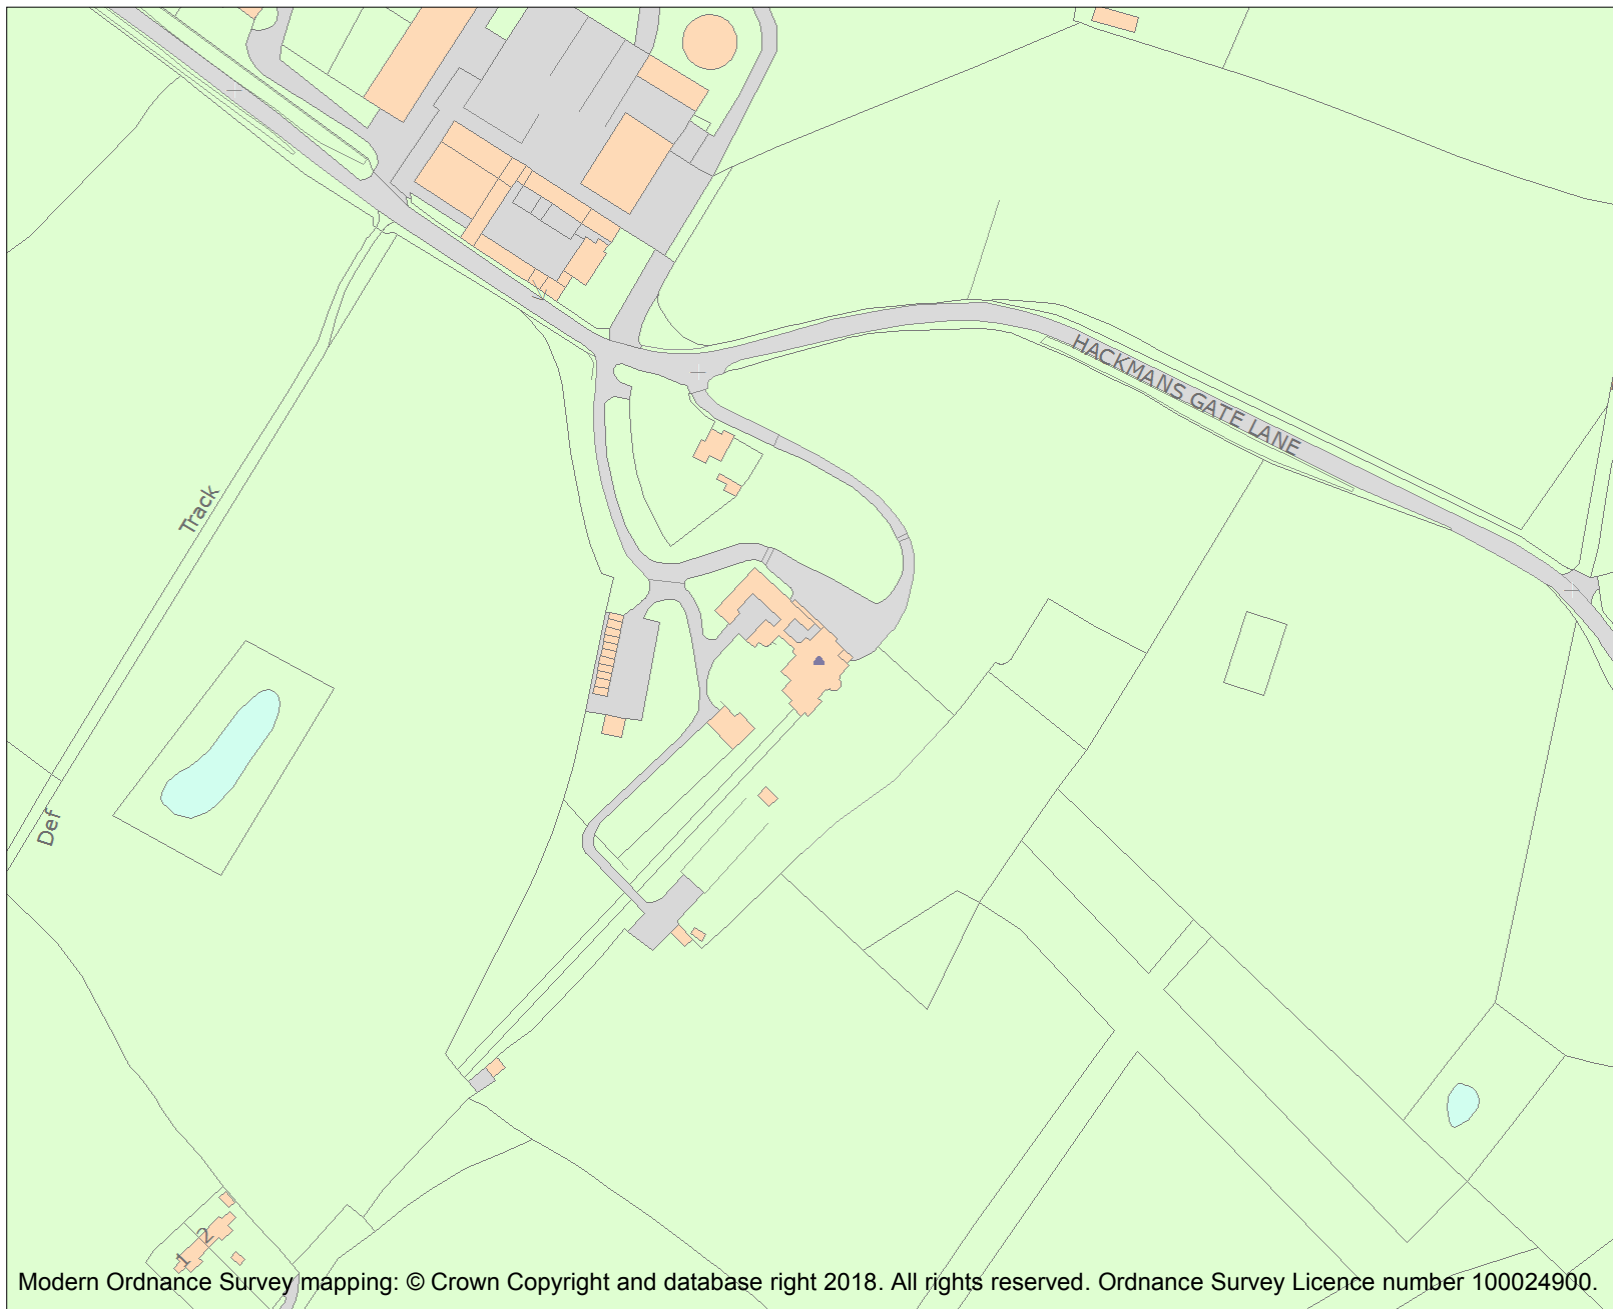 HACKMANS GATE LANE
Track
Def
1 2
Modern Ordnance Survey mapping: © Crown Copyright and database right 2018. All rights reserved. Ordnance Survey Licence number 100024900.